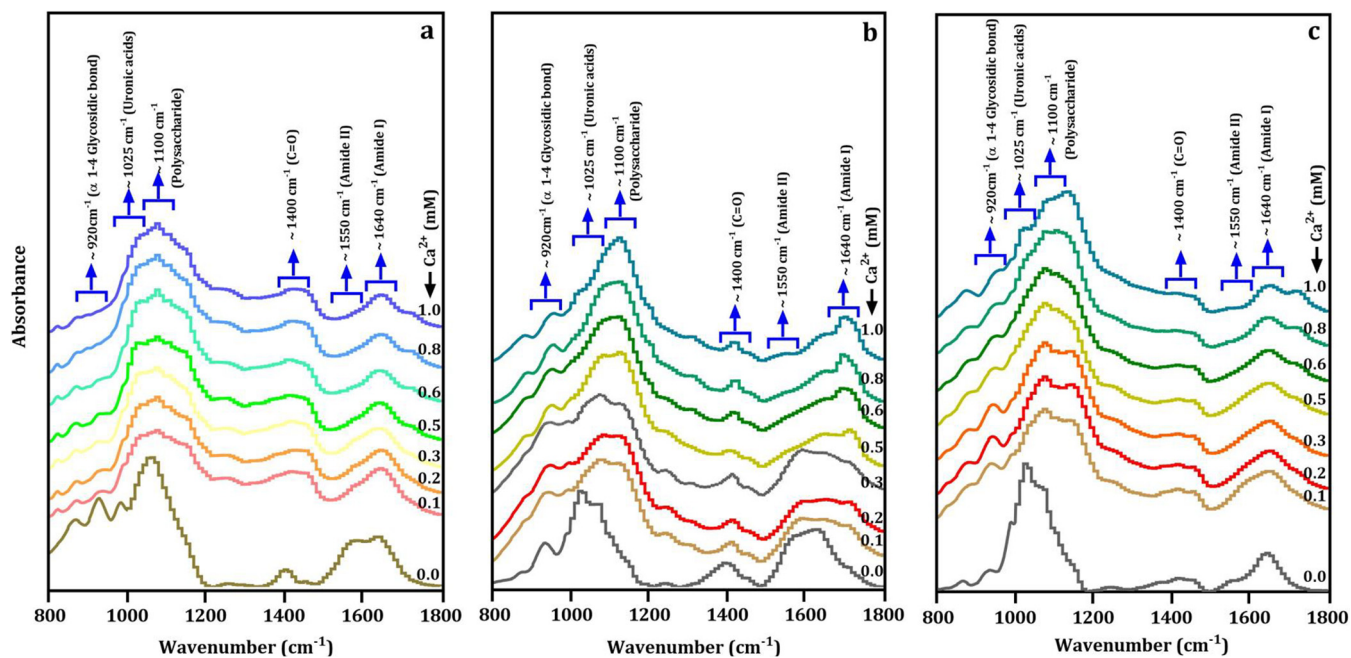 a
~920cm⁻¹ (α 1-4 Glycosidic bond)
~1025 cm⁻¹ (Uronic acids)
~1100 cm⁻¹
(Polysaccharide)
~1400 cm⁻¹ (C=O)
~1550 cm⁻¹ (Amide II)
~1640 cm⁻¹ (Amide I)
Ca²⁺ (mM)
1.0
0.8
0.6
0.5
0.3
0.2
0.1
0.0
Absorbance
800 1000 1200 1400 1600 1800
Wavenumber (cm⁻¹)
b
~920cm⁻¹ (α 1-4 Glycosidic bond)
~1025 cm⁻¹ (Uronic acids)
~1100 cm⁻¹
(Polysaccharide)
~1400 cm⁻¹ (C=O)
~1550 cm⁻¹ (Amide II)
~1640 cm⁻¹ (Amide I)
Ca²⁺ (mM)
1.0
0.8
0.6
0.5
0.3
0.2
0.1
0.0
800 1000 1200 1400 1600 1800
Wavenumber (cm⁻¹)
c
~920cm⁻¹ (α 1-4 Glycosidic bond)
~1025 cm⁻¹ (Uronic acids)
~1100 cm⁻¹
(Polysaccharide)
~1400 cm⁻¹ (C=O)
~1550 cm⁻¹ (Amide II)
~1640 cm⁻¹ (Amide I)
Ca²⁺ (mM)
1.0
0.8
0.6
0.5
0.3
0.2
0.1
0.0
800 1000 1200 1400 1600 1800
Wavenumber (cm⁻¹)